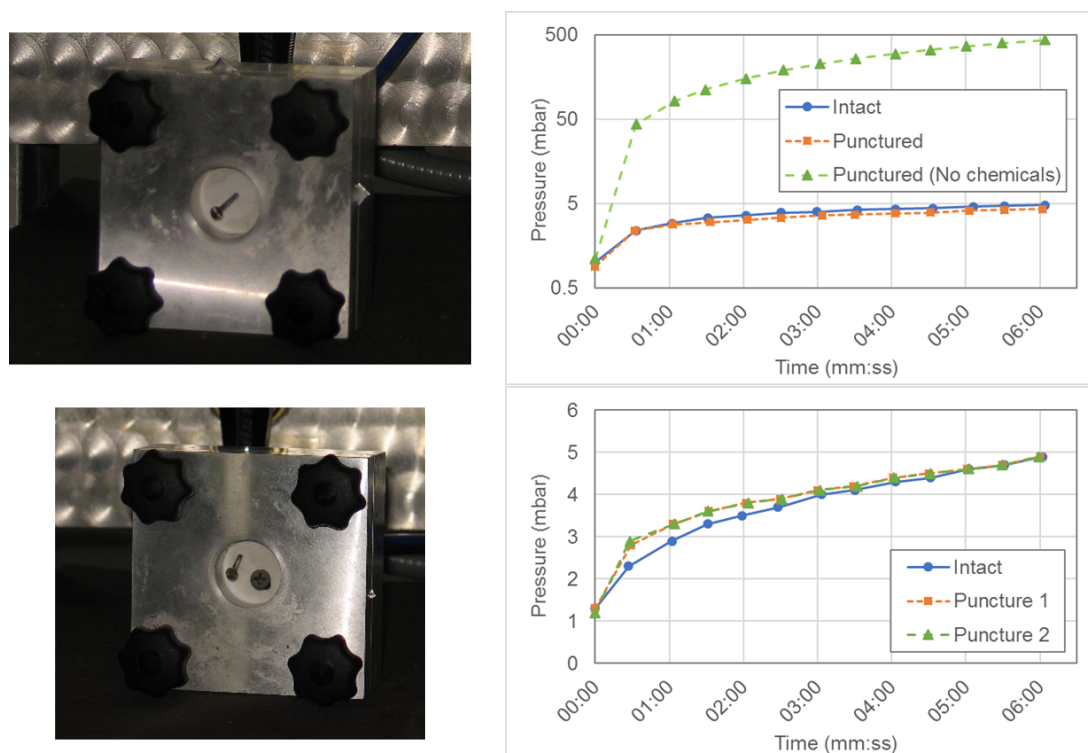 500
50
5
0.5
Pressure (mbar)
Intact
Punctured
Punctured (No chemicals)
00:00
01:00
02:00
03:00
04:00
05:00
06:00
Time (mm:ss)
6
5
4
3
2
1
0
Pressure (mbar)
Intact
Puncture 1
Puncture 2
00:00
01:00
02:00
03:00
04:00
05:00
06:00
Time (mm:ss)